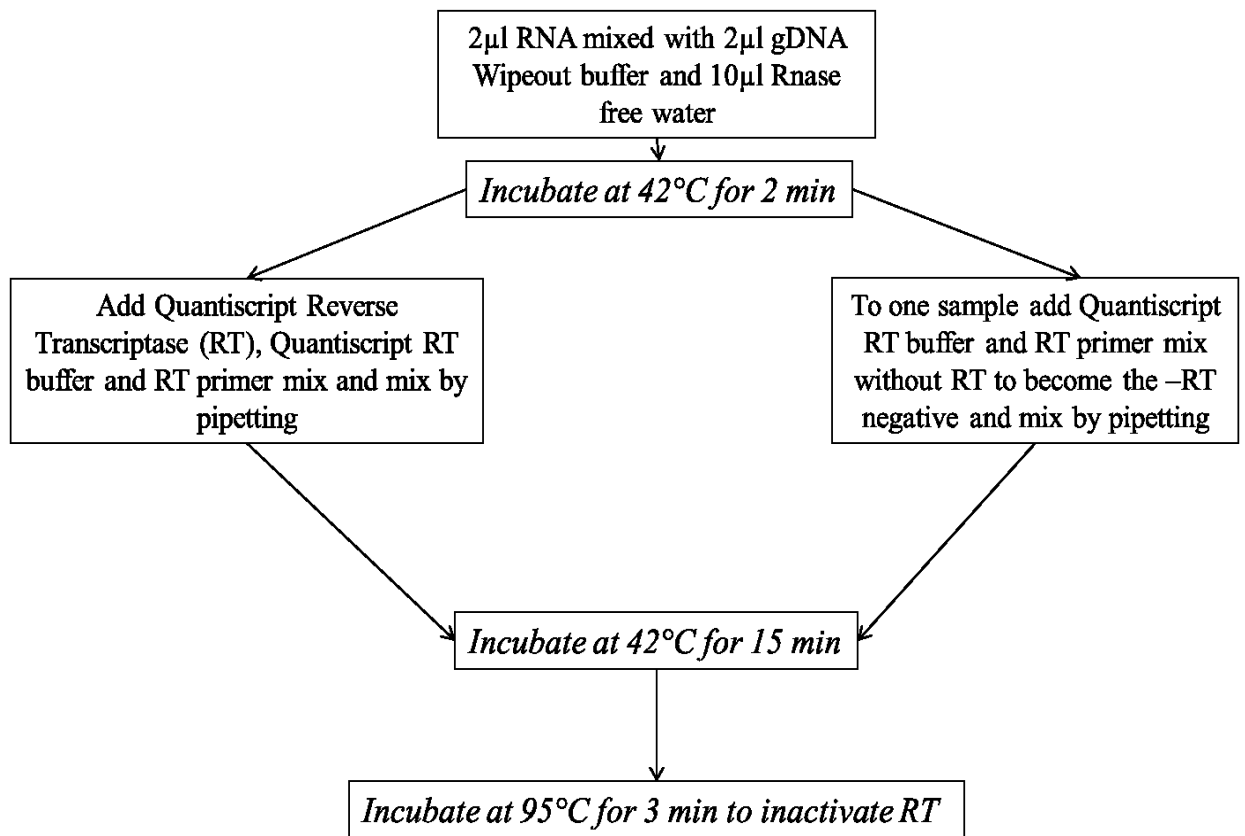 2µl RNA mixed with 2µl gDNA
Wipeout buffer and 10µl Rnase
free water
Incubate at 42°C for 2 min
Add Quantiscript Reverse
Transcriptase (RT), Quantiscript RT
buffer and RT primer mix and mix by
pipetting
To one sample add Quantiscript
RT buffer and RT primer mix
without RT to become the –RT
negative and mix by pipetting
Incubate at 42°C for 15 min
Incubate at 95°C for 3 min to inactivate RT